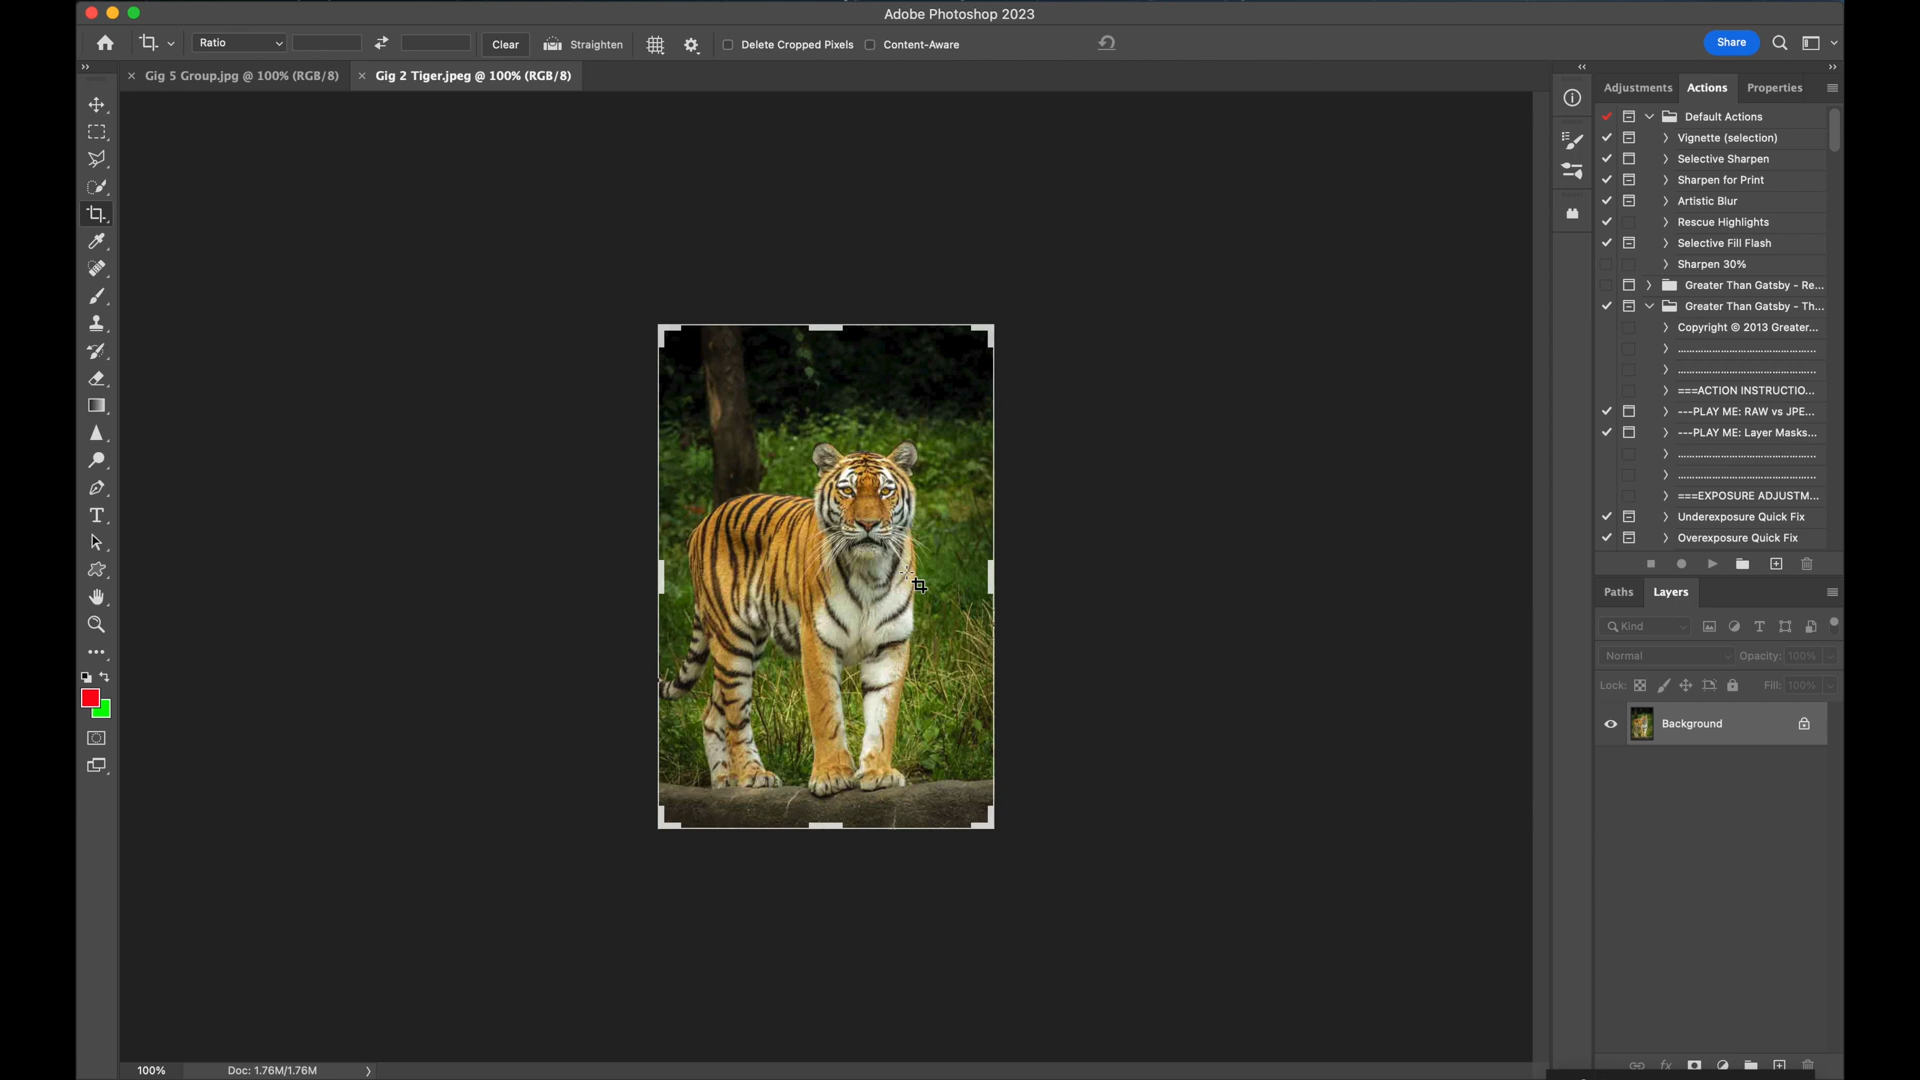 Adobe Photoshop 2023
Ratio
Clear
Straighten
Delete Cropped Pixels
Content-Aware
Share
Gig 5 Group.jpg @ 100% (RGB/8)
Gig 2 Tiger.jpeg @ 100% (RGB/8)
Adjustments
Actions
Properties
Default Actions
Vignette (selection)
Selective Sharpen
Sharpen for Print
Artistic Blur
Rescue Highlights
Selective Fill Flash
Sharpen 30%
Greater Than Gatsby - Re...
Greater Than Gatsby - Th...
Copyright © 2013 Greater...
...............................................
...............................................
===ACTION INSTRUCTIO...
---PLAY ME: RAW vs JPE...
---PLAY ME: Layer Masks...
...............................................
...............................................
===EXPOSURE ADJUSTM...
Underexposure Quick Fix
Overexposure Quick Fix
Paths
Layers
Kind
Normal
Opacity: 100%
Lock:
Fill: 100%
Background
100%
Doc: 1.76M/1.76M